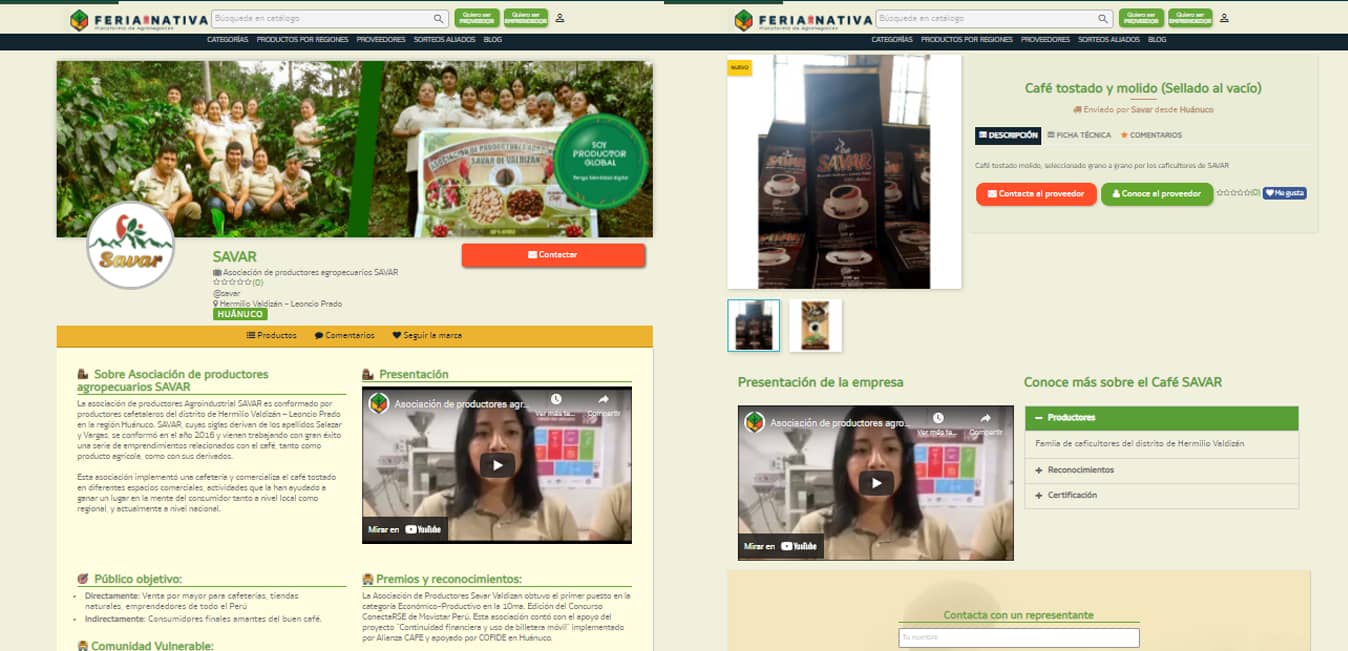 FERIA NATIVA
Plataforma de Agronegocios
Búsquede en catálogo
Quiero ser PROVEEDOR
Quiero ser EMPRENDEDOR
CATEGORÍAS PRODUCTOS POR REGIONES PROVEEDORES SORTEOS ALIADOS BLOG
ASOCIACIÓN DE PRODUCTORES
SAVAR DE VALDIZÁN
SOY
PRODUCTOR
GLOBAL
Tengo identidad digital
Savar
SAVAR
Asociación de productores agropecuarios SAVAR
(0)
@savar
Hermilio Valdizán – Leoncio Prado
HUÁNUCO
Contactar
Productos Comentarios Seguir la marca
Sobre Asociación de productores
agropecuarios SAVAR
La asociación de productores Agroindustrial SAVAR es conformado por
productores cafetaleros del distrito de Hermilio Valdizán – Leoncio Prado
en la región Huánuco. SAVAR, cuyas siglas derivan de los apellidos Salazar
y Vargas, se conformó en el año 2016 y vienen trabajando con gran éxito
una serie de emprendimientos relacionados con el café, tanto como
producto agrícola, como con sus derivados.
Este asociación implementó una cafetería y comercializa el café tostado
en diferentes espacios comerciales, actividades que la han ayudado a
ganar un lugar en la mente del consumidor tanto a nivel local como
regional, y actualmente a nivel nacional.
Presentación
Asociación de productores agr...
Ver más ta...
Compartir
Mirar en YouTube
Público objetivo:
Directamente: Venta por mayor para cafeterías, tiendas
naturales, emprendedores de todo el Perú
Indirectamente: Consumidores finales amantes del buen café.
Comunidad Vulnerable:
Premios y reconocimientos:
La Asociación de Productores Savar Valdizan obtuvo el primer puesto en la
categoría Económico-Productivo en la 10ma. Edición del Concurso
ConectaRSE de Movistar Perú. Esta asociación contó con el apoyo del
proyecto "Continuidad financiera y uso de billetera móvil" implementado
por Alianza CAFE y apoyado por COFIDE en Huánuco.
FERIA NATIVA
Plataforma de Agronegocios
Búsquede en catálogo
Quiero ser PROVEEDOR
Quiero ser EMPRENDEDOR
CATEGORÍAS PRODUCTOS POR REGIONES PROVEEDORES SORTEOS ALIADOS BLOG
NUEVO
SAVAR
Café tostado y molido (Sellado al vacío)
Enviado por Savar desde Huánuco
DESCRIPCIÓN FICHA TÉCNICA COMENTARIOS
Café tostado molido, seleccionado grano a grano por los caficultores de SAVAR
Contacta al proveedor Conoce al proveedor (0) Me gusta
Presentación de la empresa
Asociación de productores agro...
Ver más ta...
Compartir
Mirar en YouTube
Conoce más sobre el Café SAVAR
Productores
Famlia de caficultores del distrito de Hermilio Valdizán
Reconocimientos
Certificación
Contacta con un representante
Tu nombre